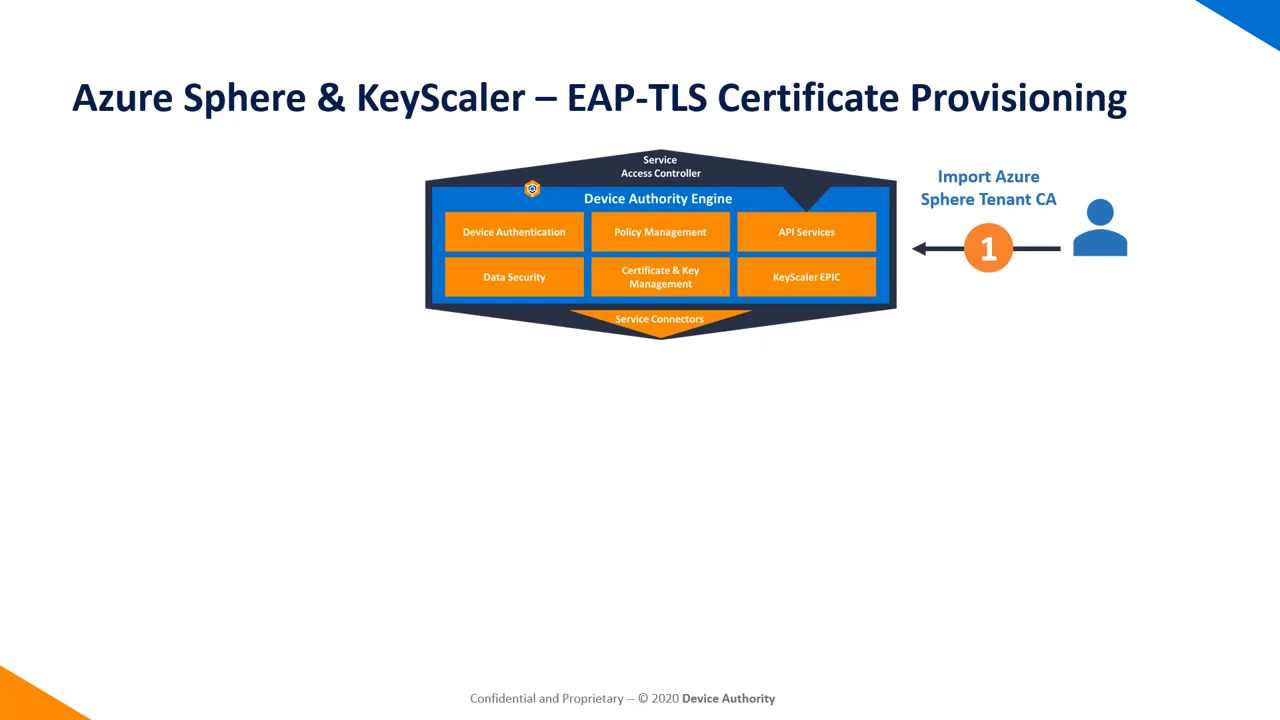 Azure Sphere & KeyScaler – EAP-TLS Certificate Provisioning
Service
Access Controller
Device Authority Engine
Device Authentication
Policy Management
API Services
Data Security
Certificate & Key
Management
KeyScaler EPIC
Service Connectors
Import Azure
Sphere Tenant CA
1
Confidential and Proprietary -- © 2020 Device Authority